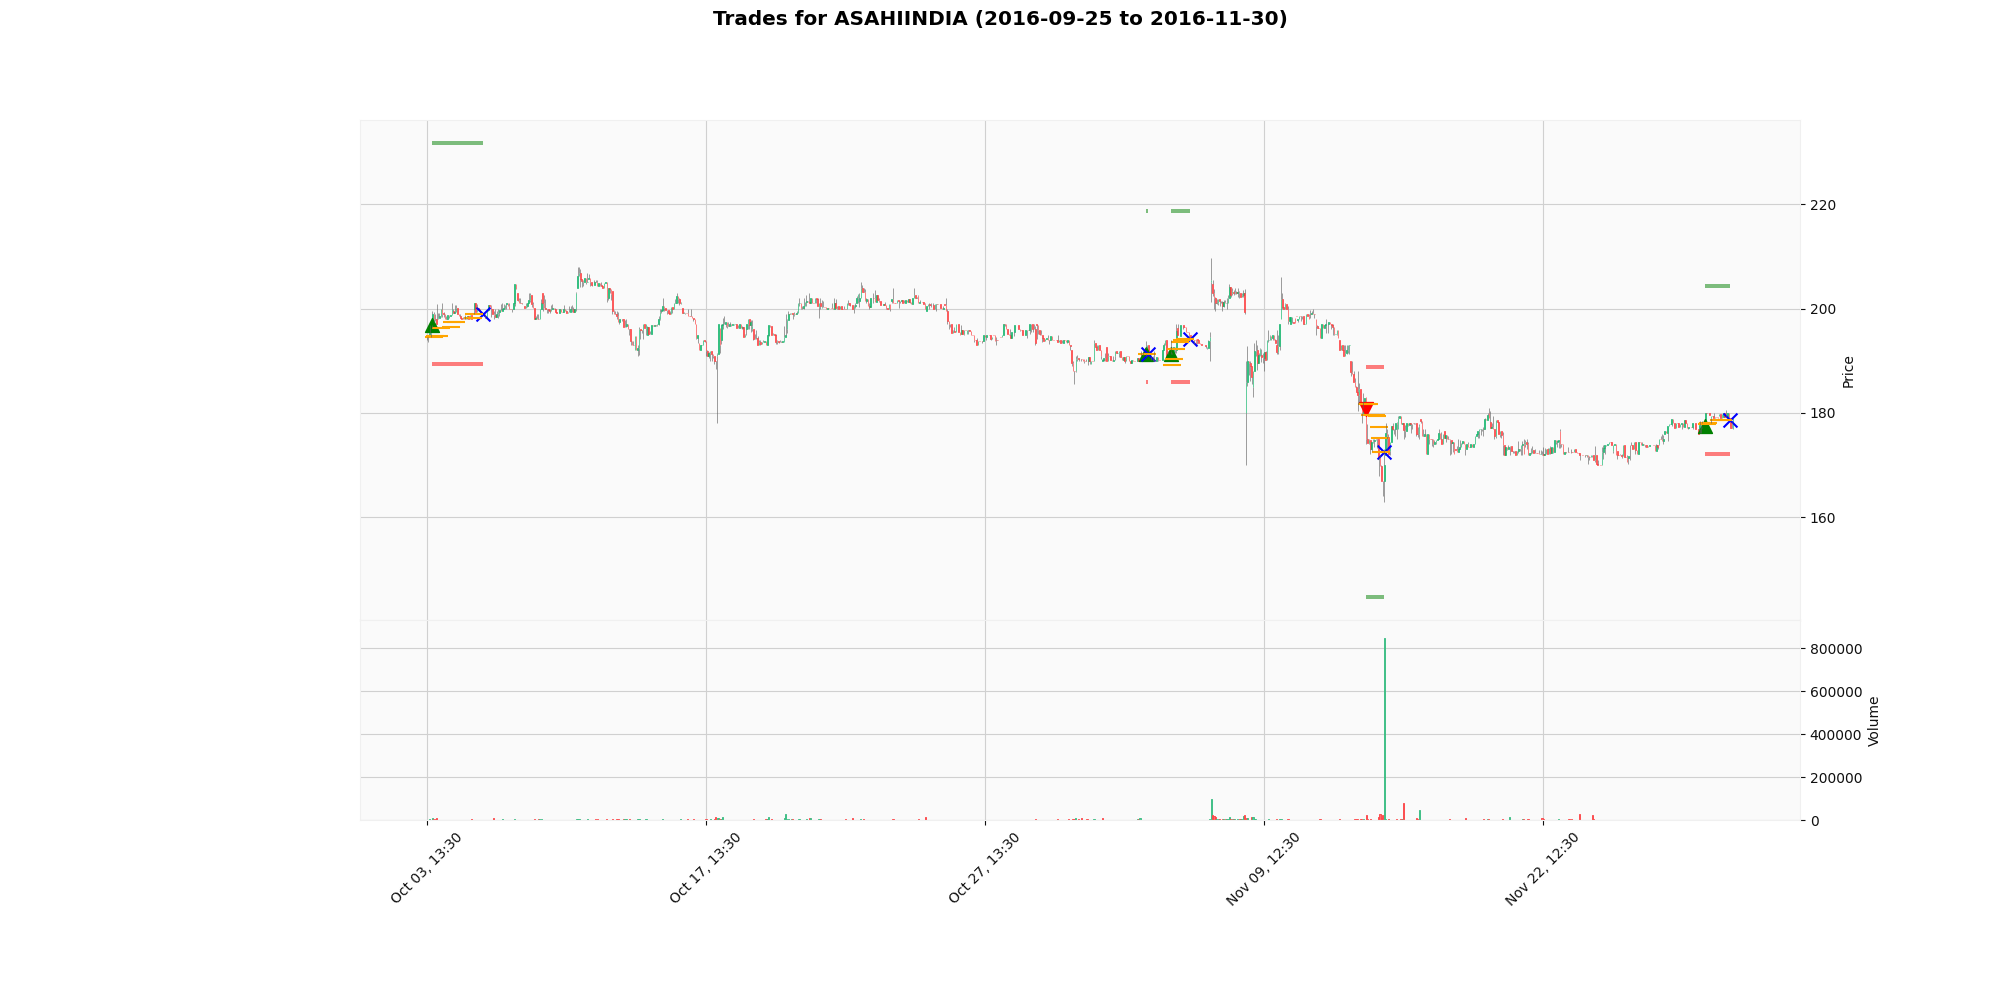 Trades for ASAHIINDIA (2016-09-25 to 2016-11-30)
220
200
180
160
Price
800000
600000
400000
200000
0
Volume
Oct 03, 13:30
Oct 17, 13:30
Oct 27, 13:30
Nov 09, 12:30
Nov 22, 12:30